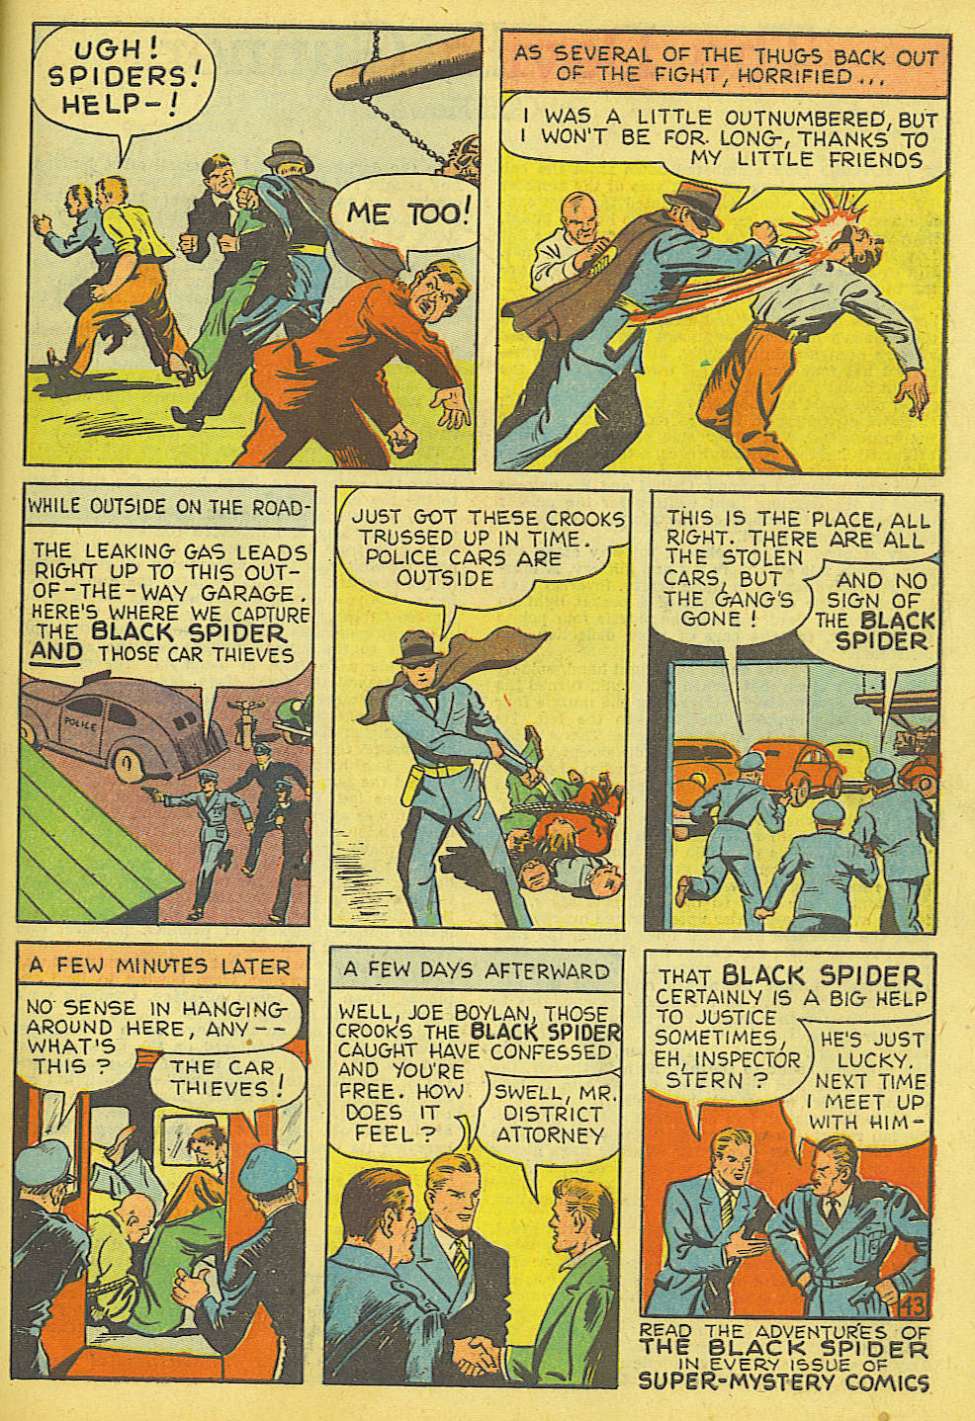 UGH!
SPIDERS!
HELP-!
ME TOO!
AS SEVERAL OF THE THUGS BACK OUT
OF THE FIGHT, HORRIFIED...
I WAS A LITTLE OUTNUMBERED, BUT
I WON'T BE FOR LONG, THANKS TO
MY LITTLE FRIENDS
WHILE OUTSIDE ON THE ROAD-
THE LEAKING GAS LEADS
RIGHT UP TO THIS OUT-
OF-THE-WAY GARAGE.
HERE'S WHERE WE CAPTURE
THE BLACK SPIDER
AND THOSE CAR THIEVES
POLICE
JUST GOT THESE CROOKS
TRUSSED UP IN TIME.
POLICE CARS ARE
OUTSIDE
THIS IS THE PLACE, ALL
RIGHT. THERE ARE ALL
THE STOLEN
CARS, BUT
THE GANG'S
GONE!
AND NO
SIGN OF
THE BLACK
SPIDER
A FEW MINUTES LATER
NO SENSE IN HANGING
AROUND HERE, ANY--
WHAT'S
THIS?
THE CAR
THIEVES!
A FEW DAYS AFTERWARD
WELL, JOE BOYLAN, THOSE
CROOKS THE BLACK SPIDER
CAUGHT HAVE CONFESSED
AND YOU'RE
FREE. HOW
DOES IT
FEEL?
SWELL, MR.
DISTRICT
ATTORNEY
THAT BLACK SPIDER
CERTAINLY IS A BIG HELP
TO JUSTICE
SOMETIMES,
EH, INSPECTOR
STERN?
HE'S JUST
LUCKY.
NEXT TIME
I MEET UP
WITH HIM-
43
READ THE ADVENTURES OF
THE BLACK SPIDER
IN EVERY ISSUE OF
SUPER-MYSTERY COMICS